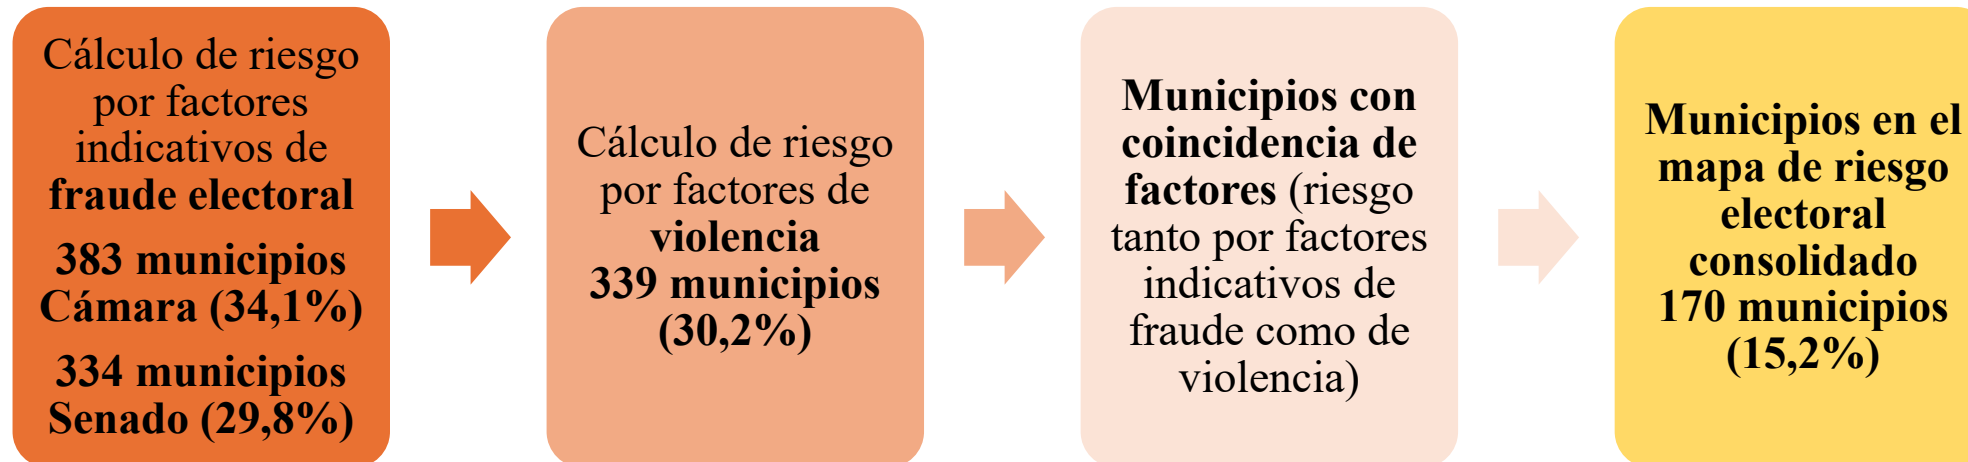 Cálculo de riesgo
por factores
indicativos de
fraude electoral
383 municipios
Cámara (34,1%)
334 municipios
Senado (29,8%)
Cálculo de riesgo
por factores de
violencia
339 municipios
(30,2%)
Municipios con
coincidencia de
factores (riesgo
tanto por factores
indicativos de
fraude como de
violencia)
Municipios en el
mapa de riesgo
electoral
consolidado
170 municipios
(15,2%)